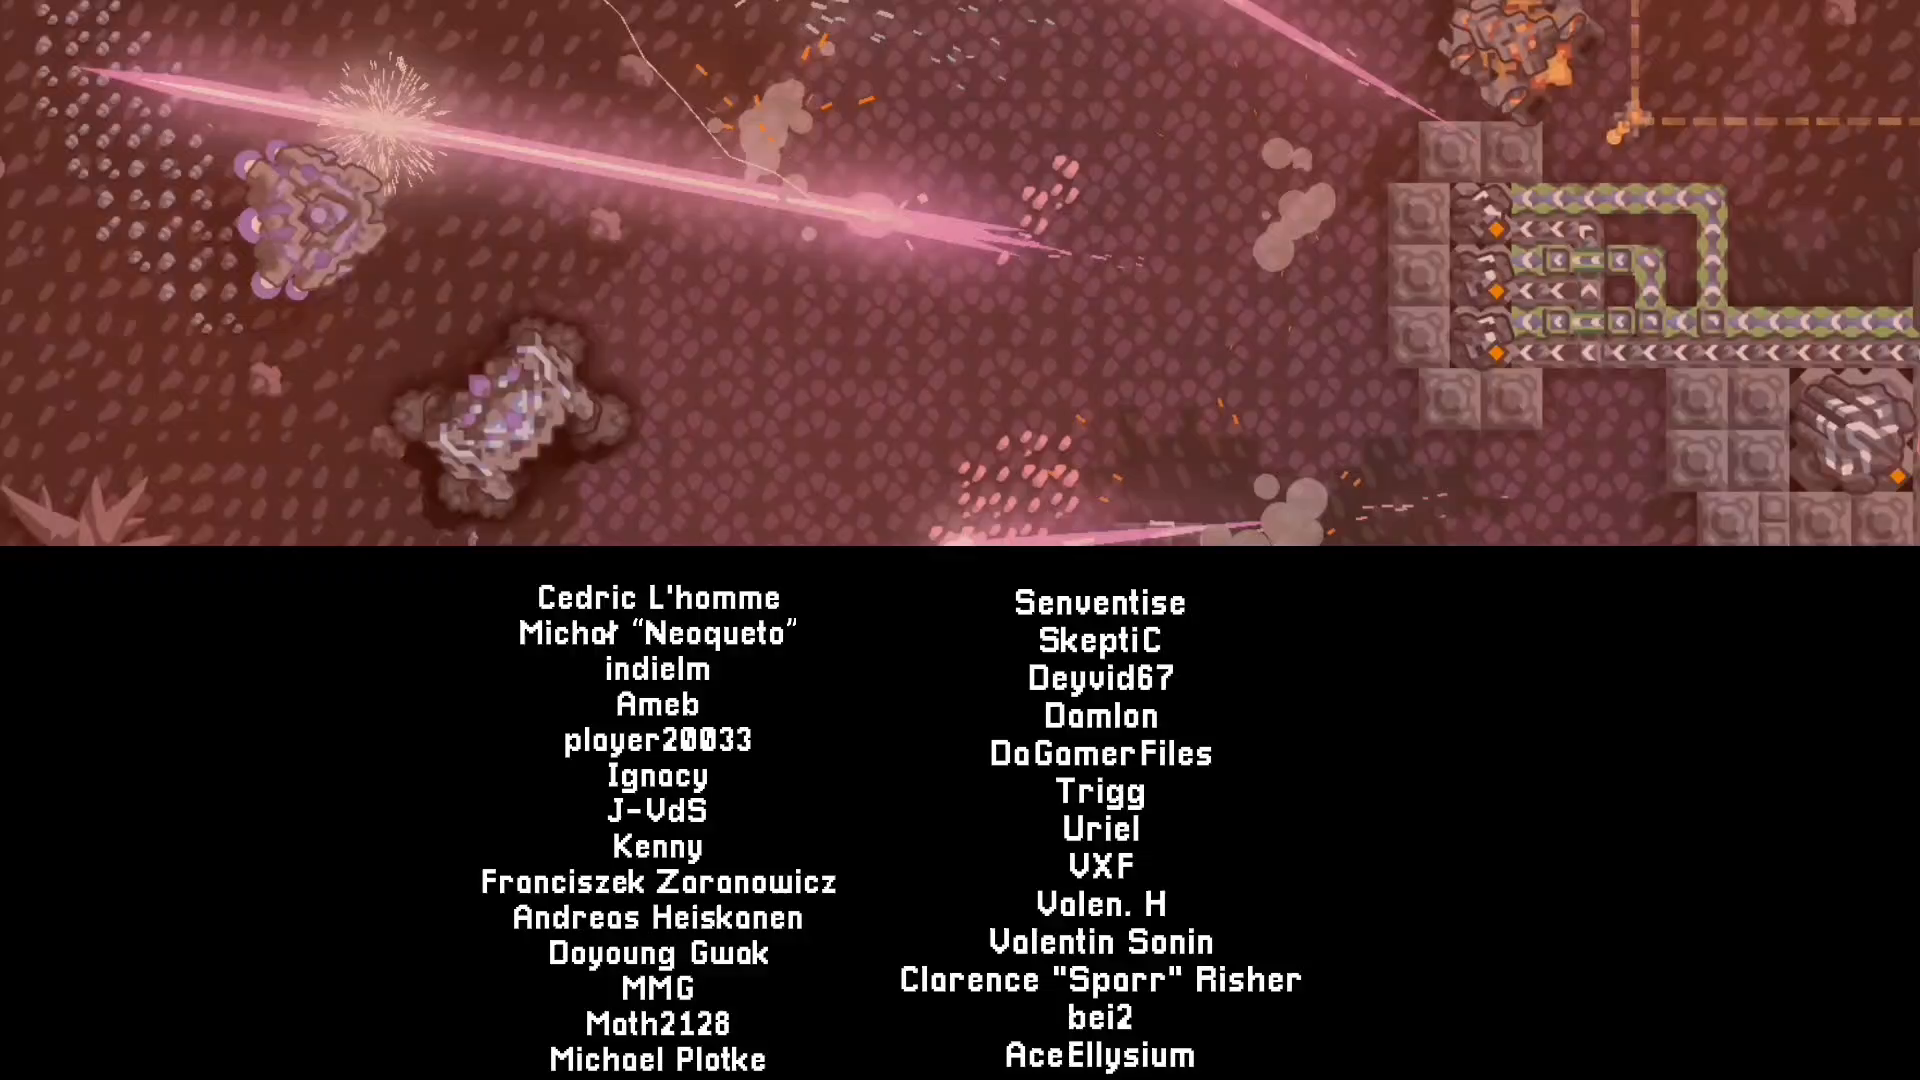 Cedric L'homme
Michał “Neoqueto”
indielm
Ameb
player20033
Ignacy
J-VdS
Kenny
Franciszek Zaranowicz
Andreas Heiskanen
Doyoung Gwak
MMG
Math2128
Michael Plotke
Senventise
SkeptiC
Deyvid67
Damlon
DaGamerFiles
Trigg
Uriel
VXF
Valen. H
Valentin Sonin
Clarence "Sparr" Risher
bei2
AceEllysium